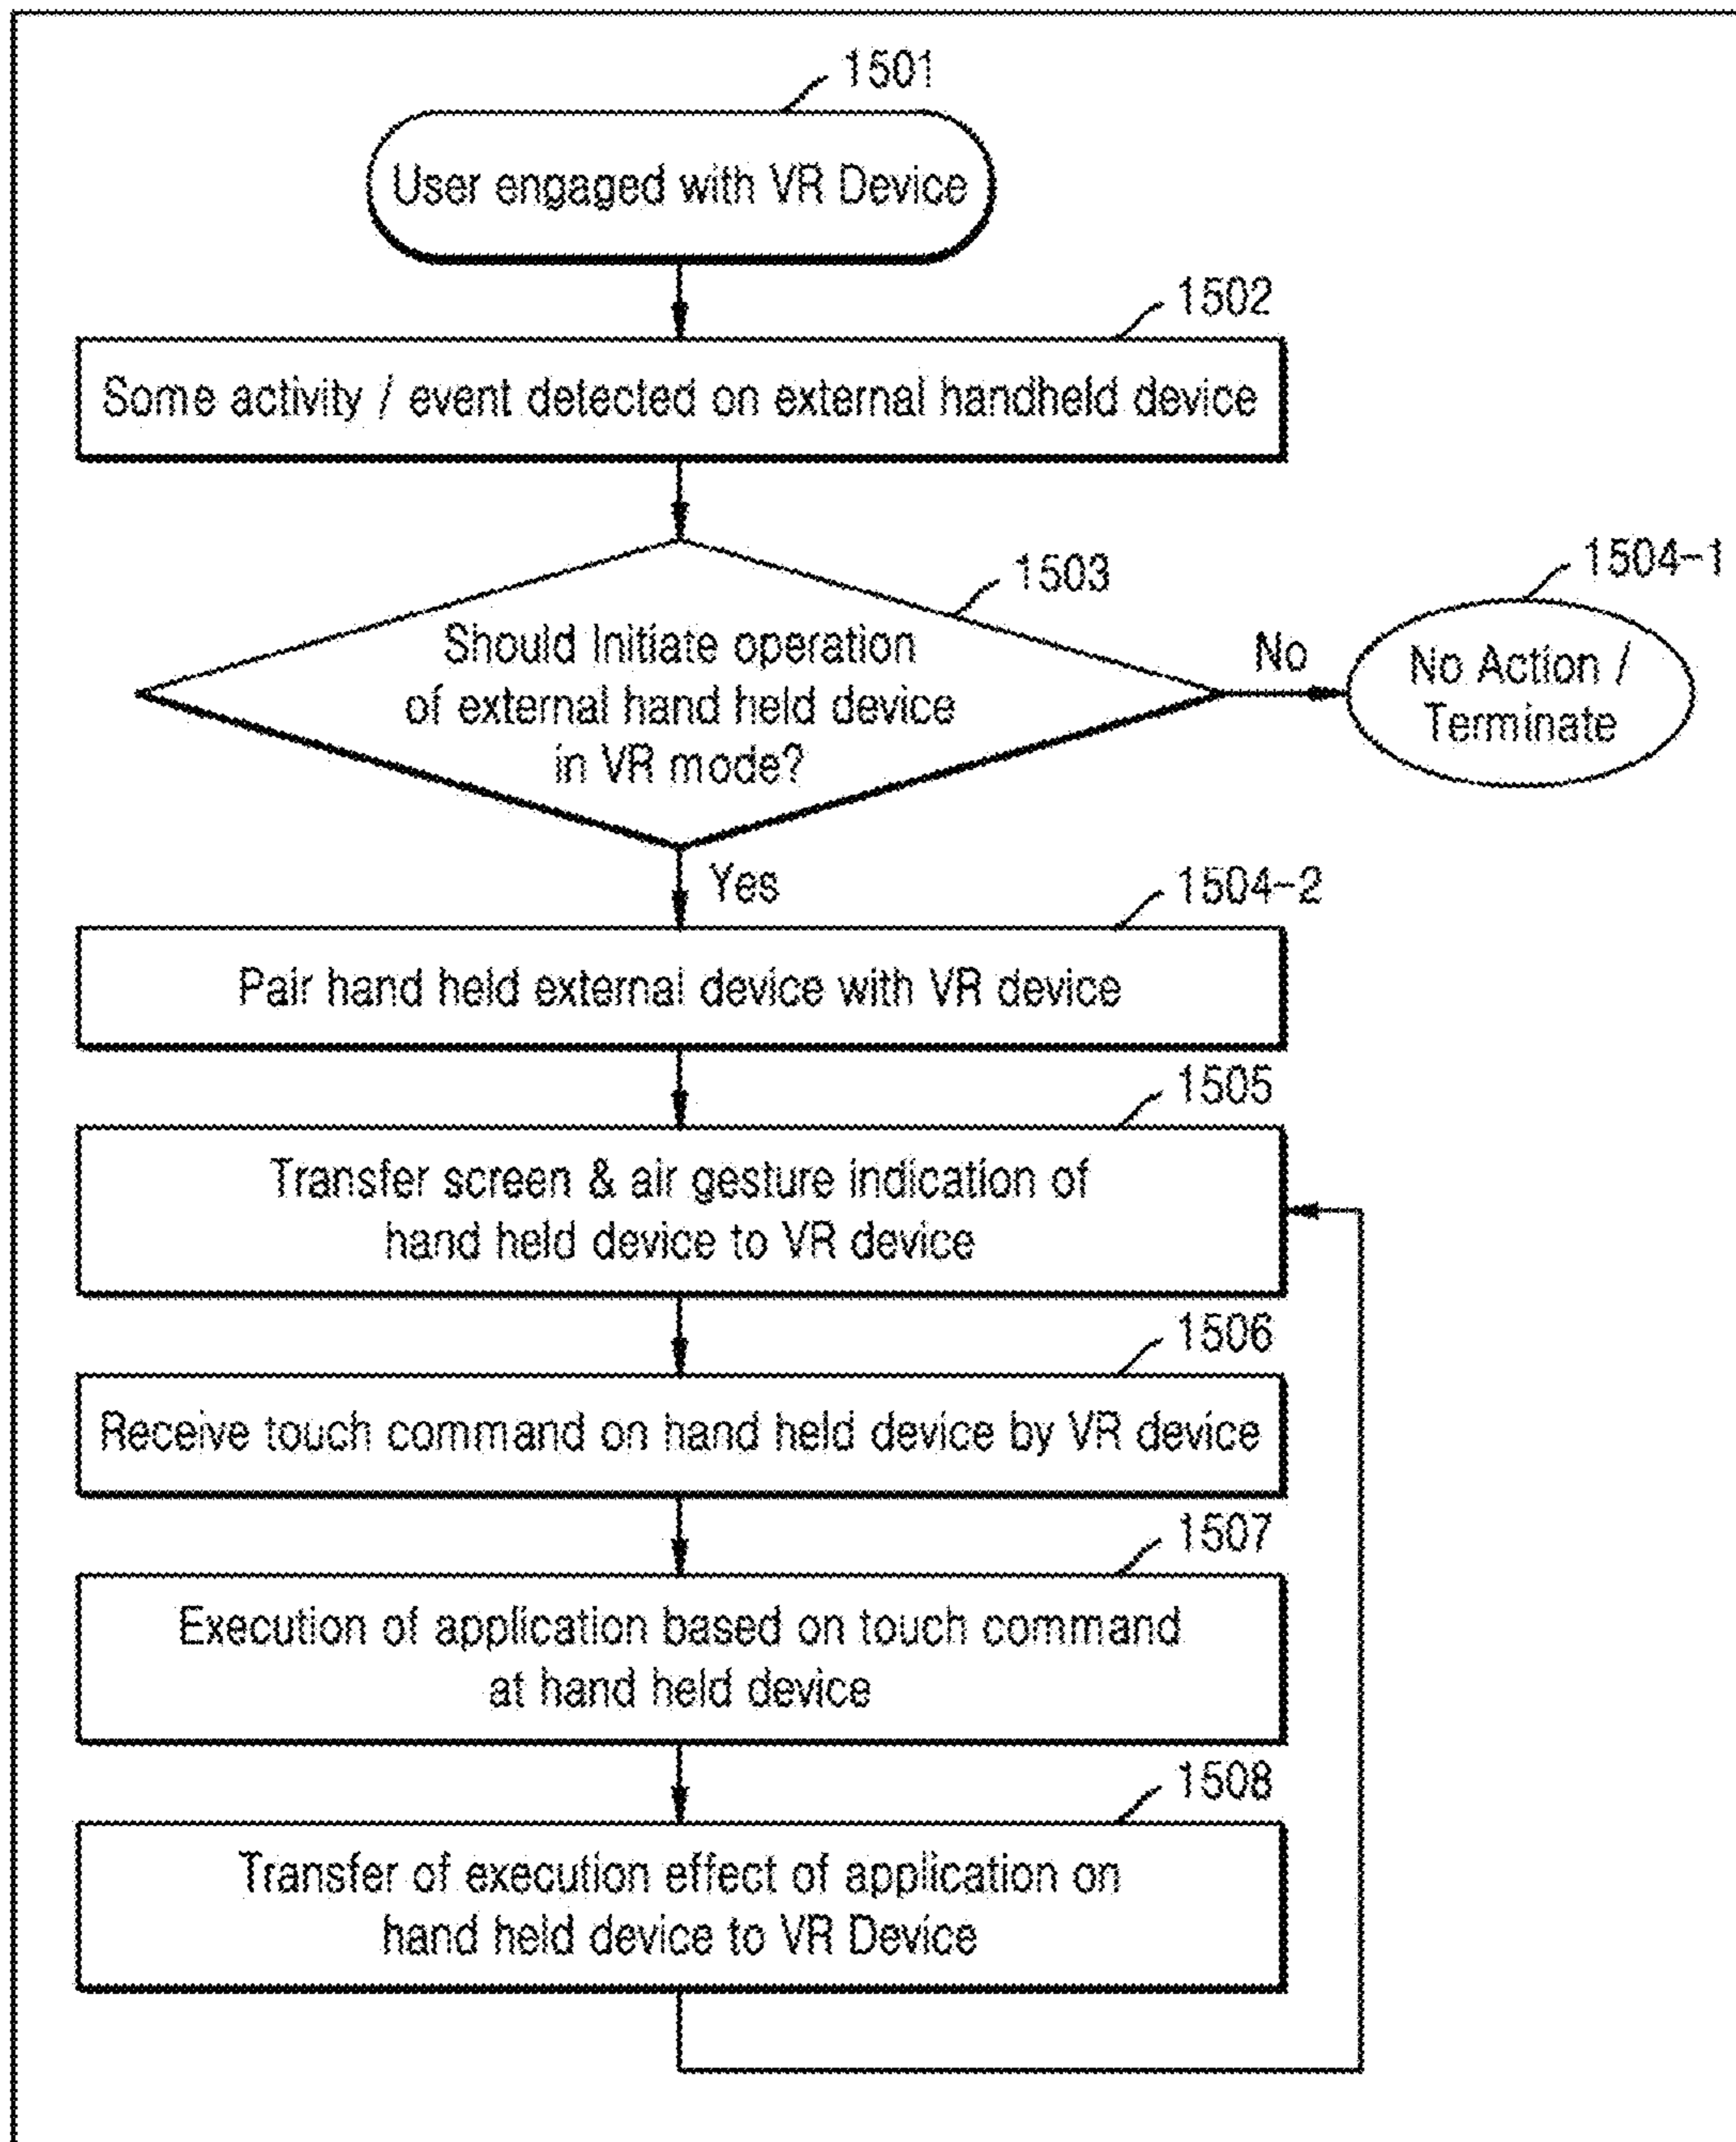 1501
User engaged with VR Device
1502
Some activity / event detected on external handheld device
1503
Should Initiate operation
of external hand held device
in VR mode?
No
1504-1
No Action /
Terminate
Yes
1504-2
Pair hand held external device with VR device
1505
Transfer screen & air gesture indication of
hand held device to VR device
1506
Receive touch command on hand held device by VR device
1507
Execution of application based on touch command
at hand held device
1508
Transfer of execution effect of application on
hand held device to VR Device